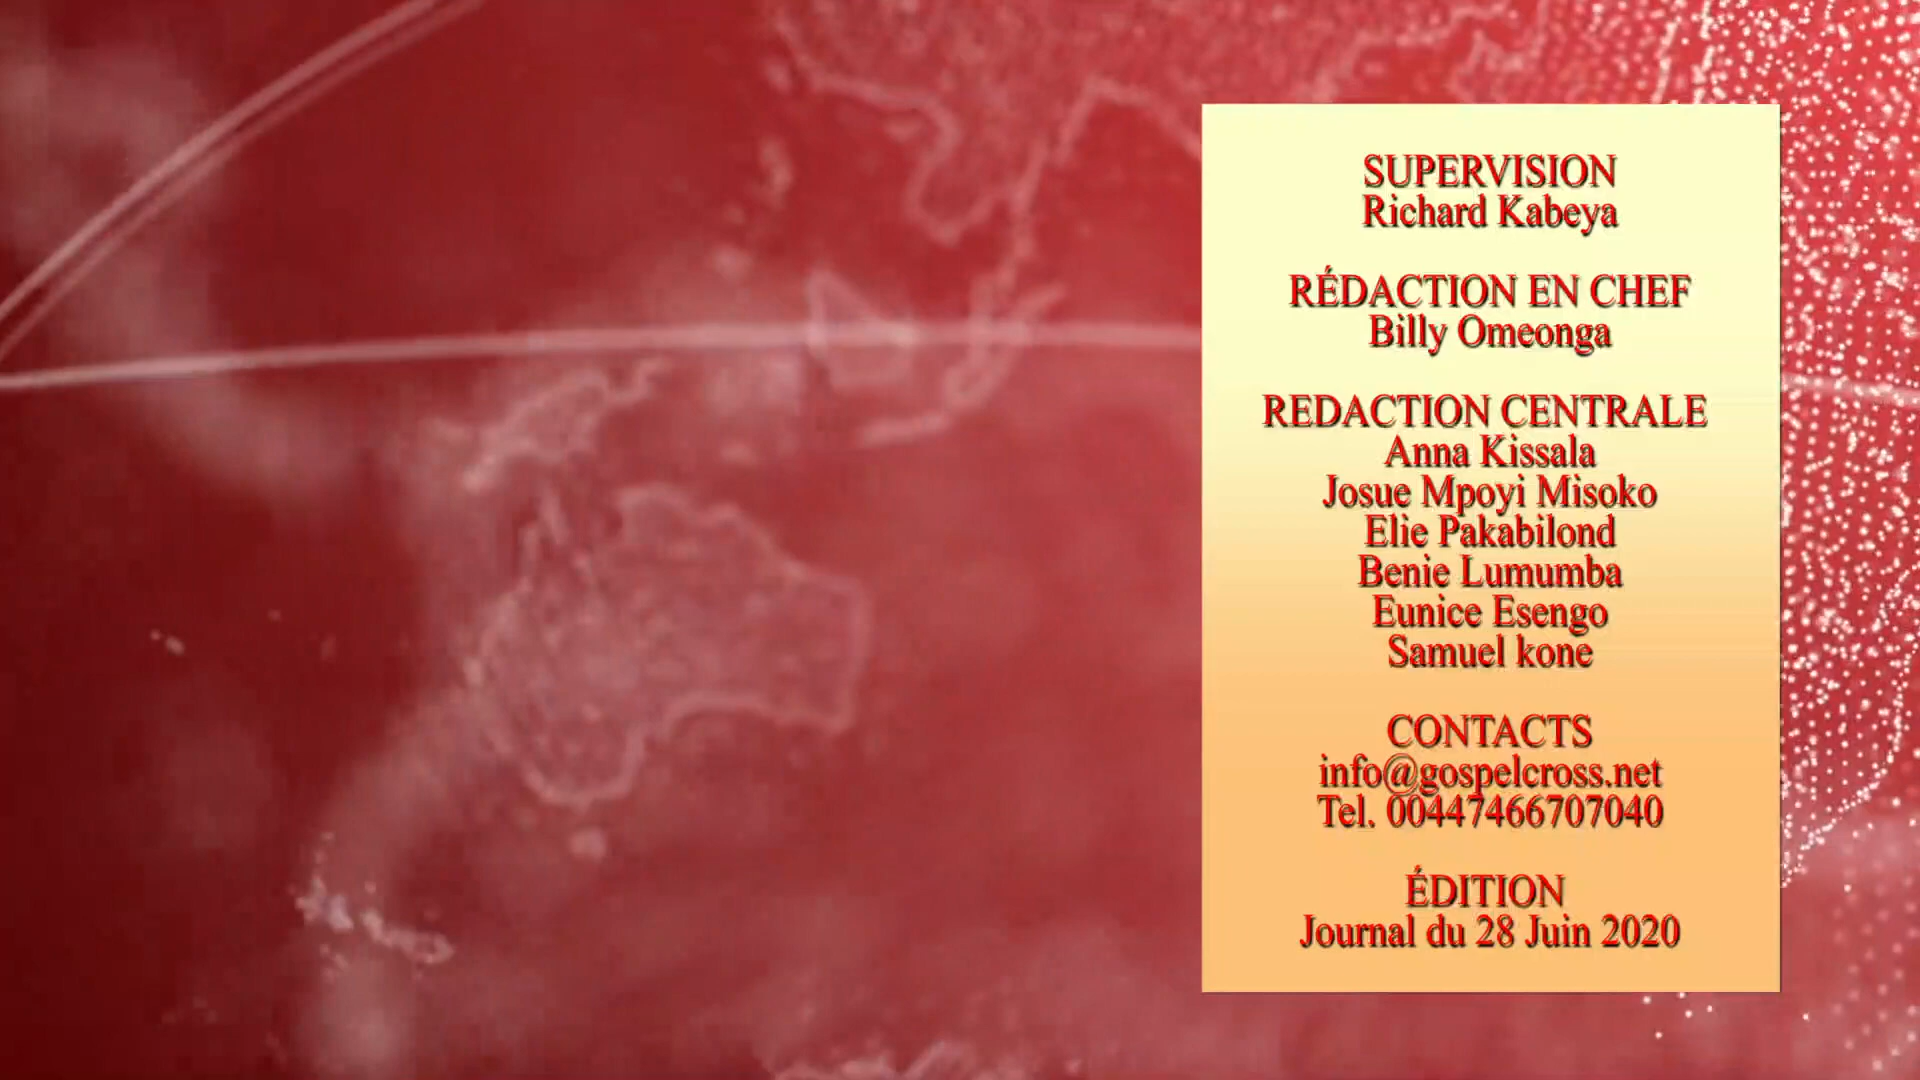 SUPERVISION
Richard Kabeya
RÉDACTION EN CHEF
Billy Omeonga
REDACTION CENTRALE
Anna Kissala
Josue Mpoyi Misoko
Elie Pakabilond
Benie Lumumba
Eunice Esengo
Samuel kone
CONTACTS
info@gospelcross.net
Tel. 00447466707040
ÉDITION
Journal du 28 Juin 2020